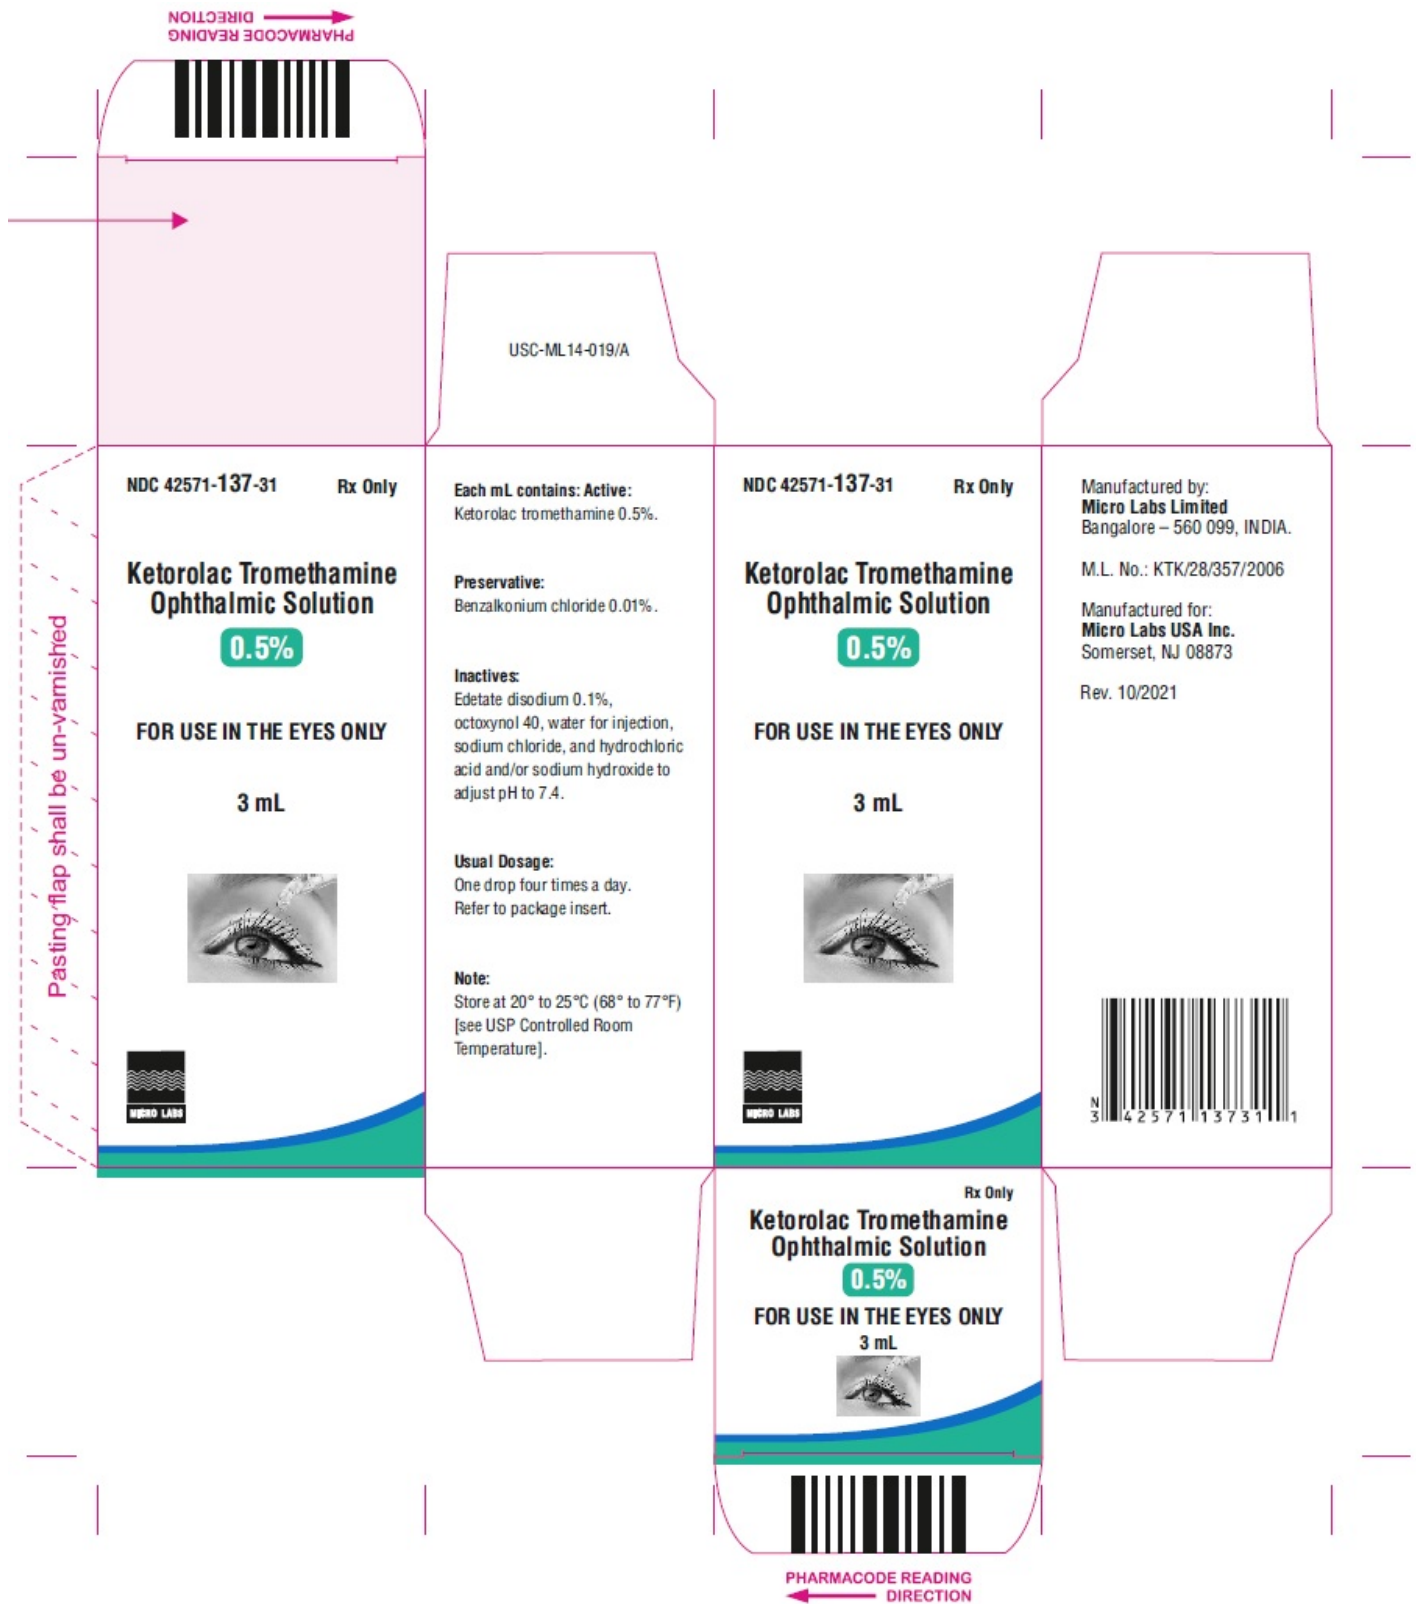 PHARMACODE READING
DIRECTION
USC-ML14-019/A
Pasting flap shall be un-varnished
NDC 42571-137-31 Rx Only
Ketorolac Tromethamine
Ophthalmic Solution
0.5%
FOR USE IN THE EYES ONLY
3 mL
MICRO LABS
Each mL contains: Active:
Ketorolac tromethamine 0.5%.
Preservative:
Benzalkonium chloride 0.01%.
Inactives:
Edetate disodium 0.1%,
octoxynol 40, water for injection,
sodium chloride, and hydrochloric
acid and/or sodium hydroxide to
adjust pH to 7.4.
Usual Dosage:
One drop four times a day.
Refer to package insert.
Note:
Store at 20° to 25°C (68° to 77°F)
[see USP Controlled Room
Temperature].
NDC 42571-137-31 Rx Only
Ketorolac Tromethamine
Ophthalmic Solution
0.5%
FOR USE IN THE EYES ONLY
3 mL
MICRO LABS
Manufactured by:
Micro Labs Limited
Bangalore – 560 099, INDIA.
M.L. No.: KTK/28/357/2006
Manufactured for:
Micro Labs USA Inc.
Somerset, NJ 08873
Rev. 10/2021
N
3 42571 13731 1
Rx Only
Ketorolac Tromethamine
Ophthalmic Solution
0.5%
FOR USE IN THE EYES ONLY
3 mL
PHARMACODE READING
DIRECTION